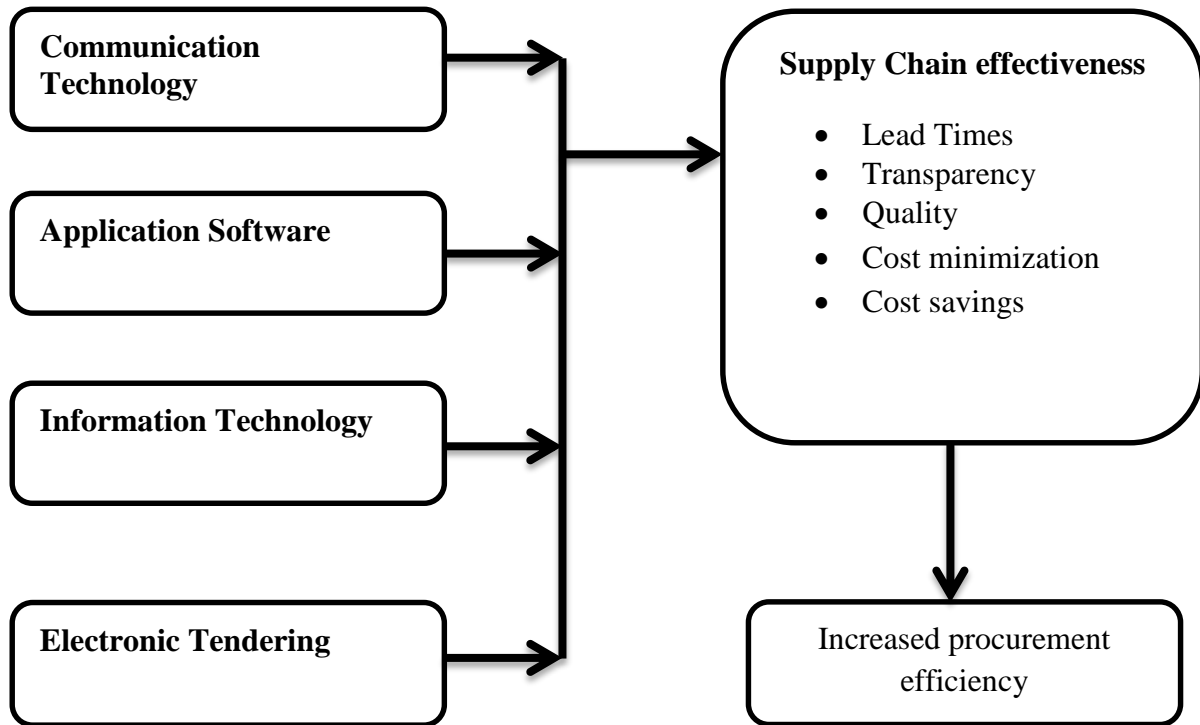 Communication
Technology
Application Software
Information Technology
Electronic Tendering
Supply Chain effectiveness
• Lead Times
• Transparency
• Quality
• Cost minimization
• Cost savings
Increased procurement
efficiency